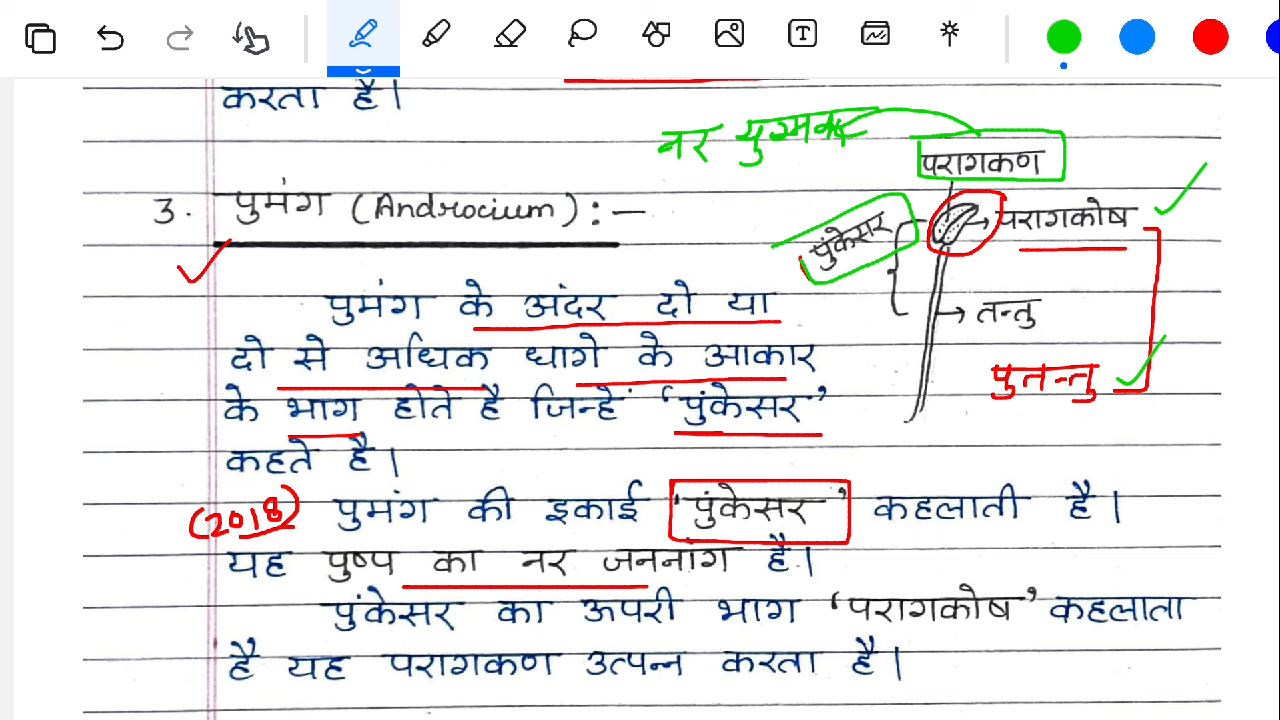 करता है।
नर युग्मक
परागकण
3. पुमंग (Androcium) : —
पुंकेसर
परागकोष
तन्तु
पुतन्तु
पुमंग के अंदर दो या
दो से अधिक धागे के आकार
के भाग होते है जिन्हें 'पुंकेसर'
कहते है।
(2018) पुमंग की इकाई 'पुंकेसर' कहलाती है।
यह पुष्प का नर जननांग है।
पुंकेसर का ऊपरी भाग 'परागकोष' कहलाता
है यह परागकण उत्पन्न करता है।